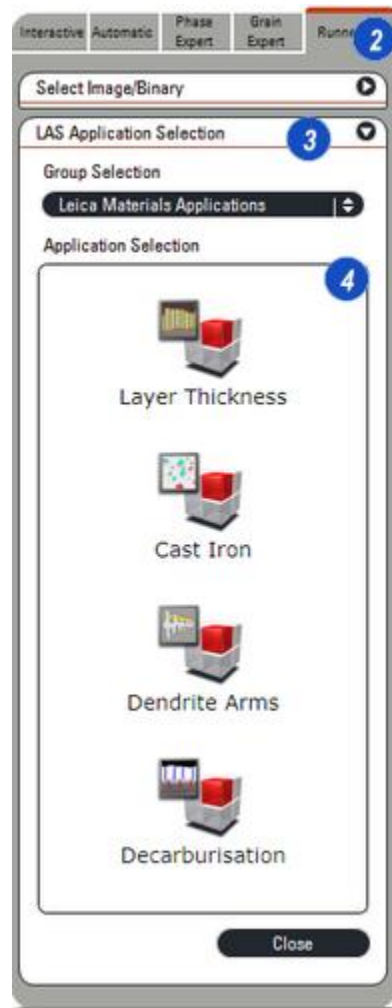 Interactive
Automatic
Phase
Expert
Grain
Expert
2
Select Image/Binary
LAS Application Selection
3
Group Selection
Leica Materials Applications
Application Selection
4
Layer Thickness
Cast Iron
Dendrite Arms
Decarburisation
Close